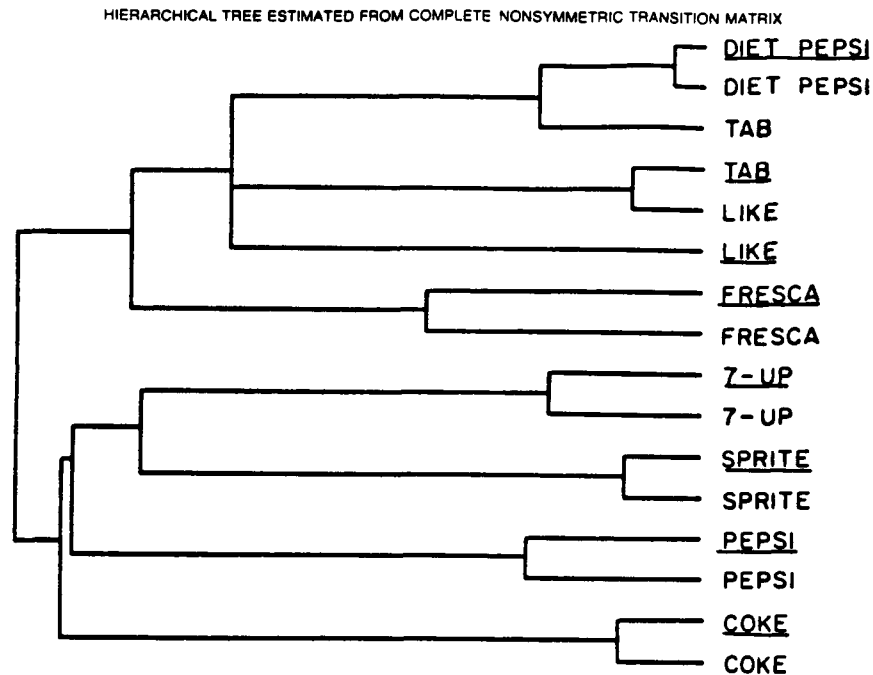 HIERARCHICAL TREE ESTIMATED FROM COMPLETE NONSYMMETRIC TRANSITION MATRIX
DIET PEPSI
DIET PEPSI
TAB
TAB
LIKE
LIKE
FRESCA
FRESCA
7-UP
7-UP
SPRITE
SPRITE
PEPSI
PEPSI
COKE
COKE